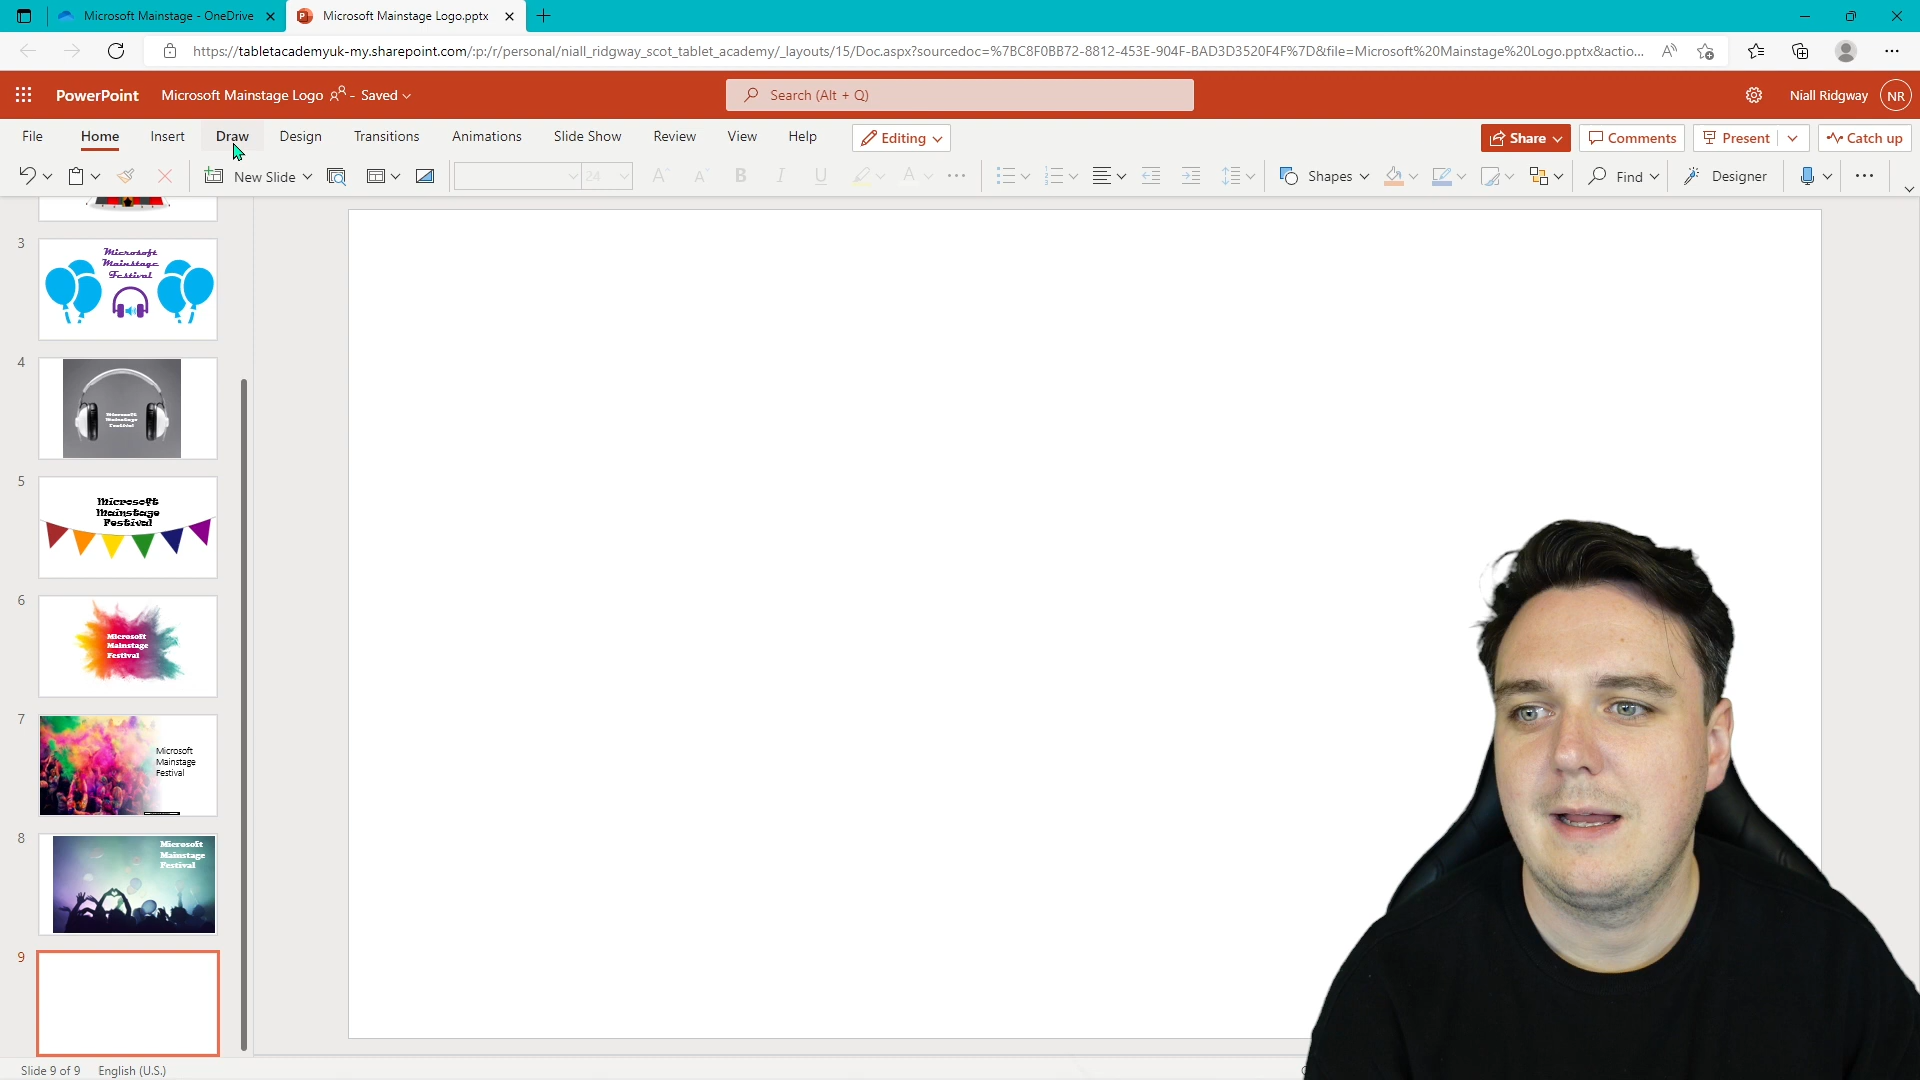 Microsoft Mainstage - OneDrive
Microsoft Mainstage Logo.pptx
https://tabletacademyuk-my.sharepoint.com/:p:/r/personal/niall_ridgway_scot_tablet_academy/_layouts/15/Doc.aspx?sourcedoc=%7BC8F0BB72-8812-453E-904F-BAD3D3520F4F%7D&file=Microsoft%20Mainstage%20Logo.pptx&actio...
PowerPoint
Microsoft Mainstage Logo
- Saved
Search (Alt + Q)
Niall Ridgway
NR
File
Home
Insert
Draw
Design
Transitions
Animations
Slide Show
Review
View
Help
Editing
Share
Comments
Present
Catch up
New Slide
24
Shapes
Find
Designer
3
Microsoft
Mainstage
Festival
4
Microsoft
Mainstage
Festival
5
Microsoft
Mainstage
Festival
6
Microsoft
Mainstage
Festival
7
Microsoft
Mainstage
Festival
8
Microsoft
Mainstage
Festival
9
Slide 9 of 9
English (U.S.)